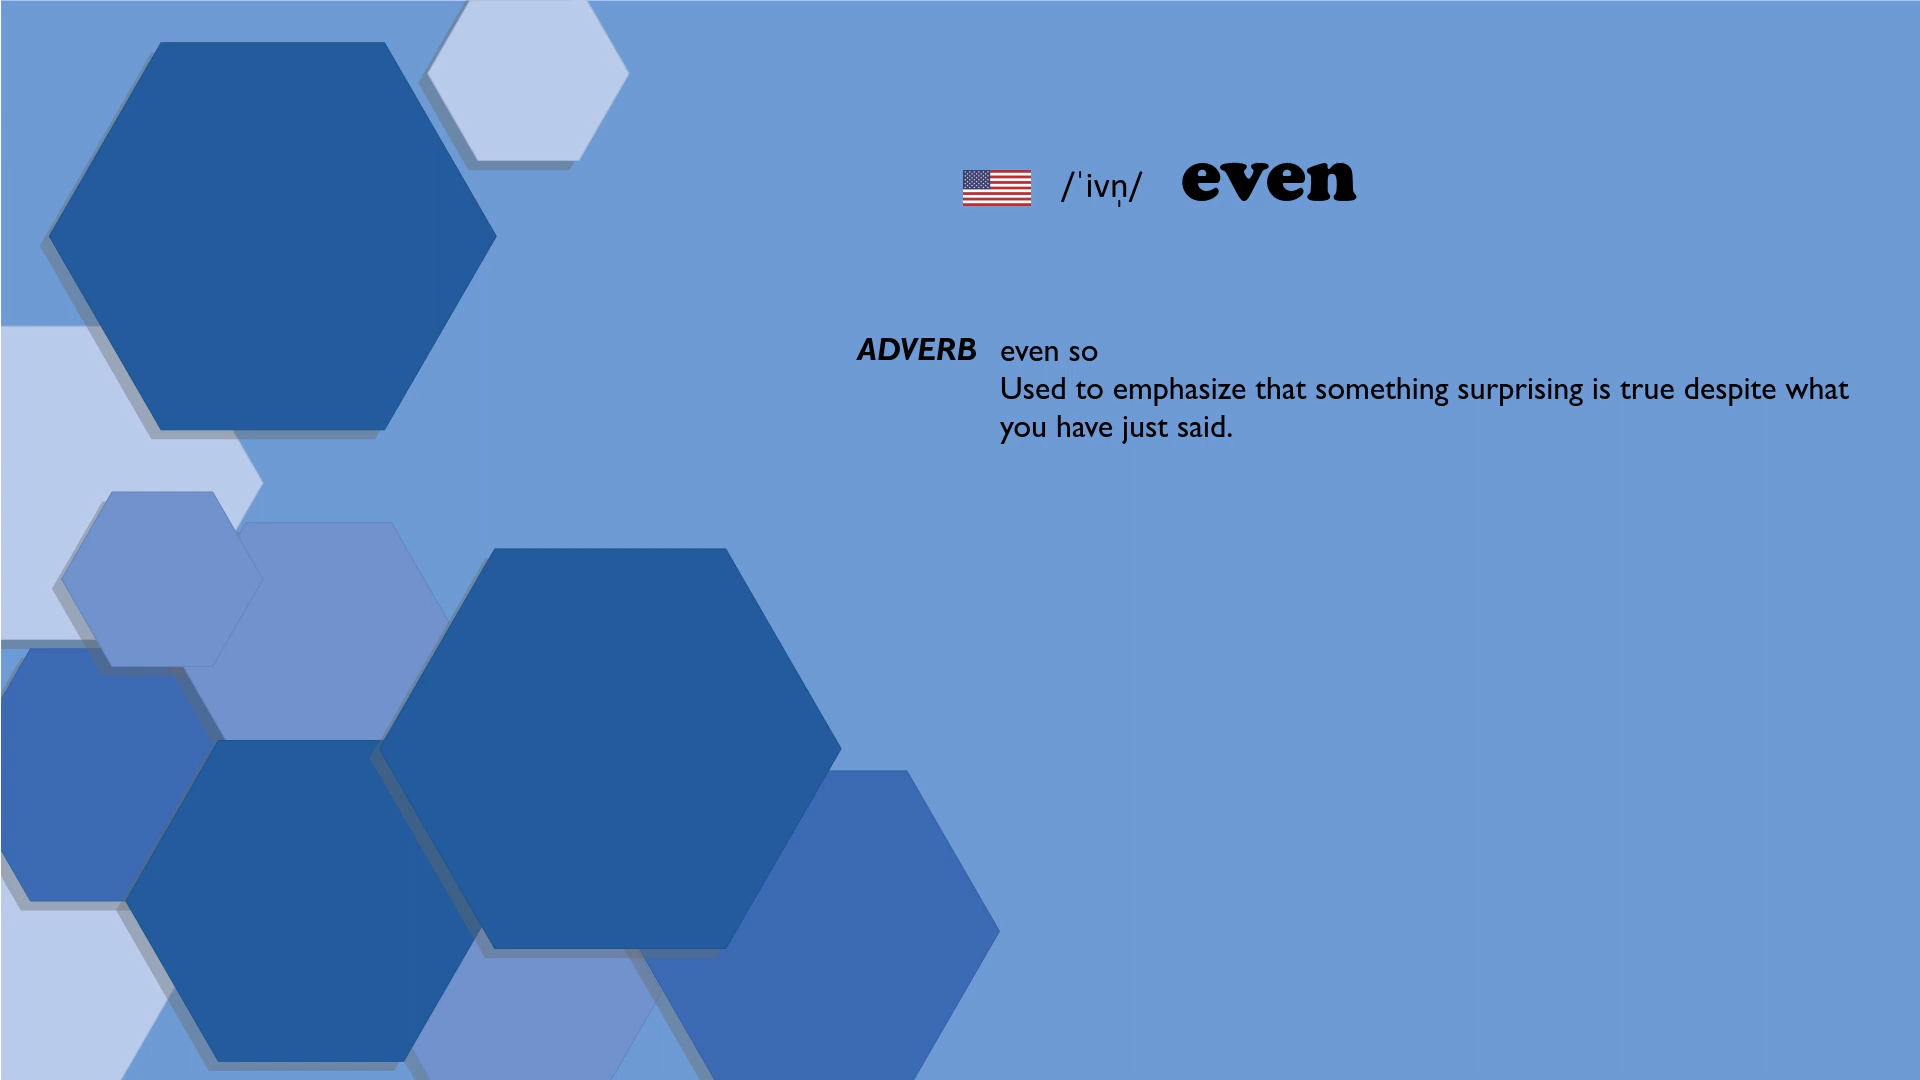 /ˈivn̩/ even
ADVERB even so
Used to emphasize that something surprising is true despite what
you have just said.